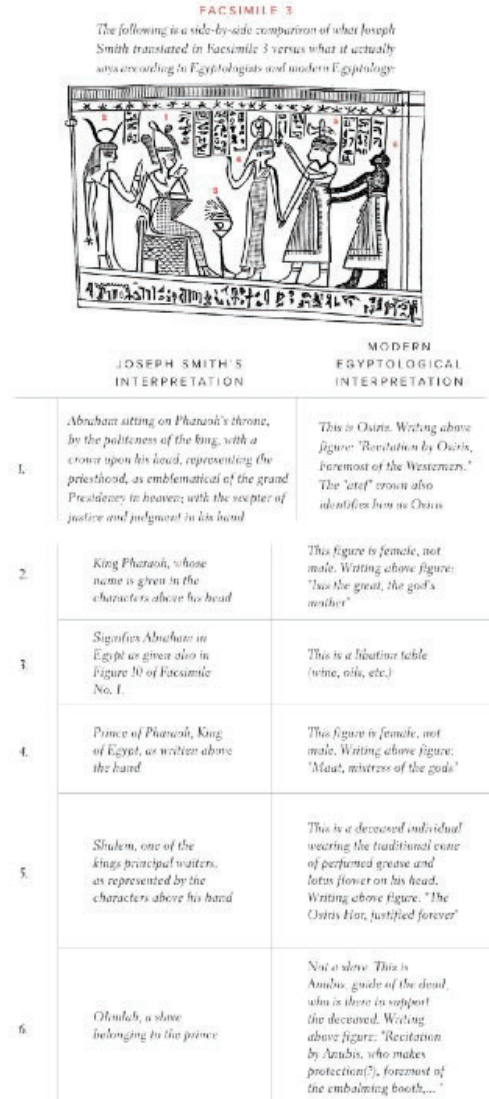 FACSIMILE 3
The following is a side-by-side comparison of what Joseph
Smith translated in Facsimile 3 versus what it actually
says according to Egyptologists and modern Egyptology:
2
1
5
4
6
3
JOSEPH SMITH'S
INTERPRETATION
MODERN
EGYPTOLOGICAL
INTERPRETATION
1.
Abraham sitting on Pharaoh's throne,
by the politeness of the king, with a
crown upon his head, representing the
priesthood, as emblematical of the grand
Presidency in heaven; with the scepter of
justice and judgment in his hand
This is Osiris. Writing above
figure: "Recitation by Osiris,
Foremost of the Westerners."
The "atef" crown also
identifies him as Osiris
2.
King Pharaoh, whose
name is given in the
characters above his head
This figure is female, not
male. Writing above figure:
"Isis the great, the god's
mother"
3.
Signifies Abraham in
Egypt as given also in
Figure 10 of Facsimile
No. 1.
This is a libation table
(wine, oils, etc.)
4.
Prince of Pharaoh, King
of Egypt, as written above
the hand
This figure is female, not
male. Writing above figure:
"Maat, mistress of the gods"
5.
Shulem, one of the
kings principal waiters,
as represented by the
characters above his hand
This is a deceased individual
wearing the traditional cone
of perfumed grease and
lotus flower on his head.
Writing above figure. "The
Osiris Hor, justified forever"
6.
Olimlah, a slave
belonging to the prince
Not a slave. This is
Anubis, guide of the dead,
who is there to support
the deceased. Writing
above figure: "Recitation
by Anubis, who makes
protection(?), foremost of
the embalming booth,... "